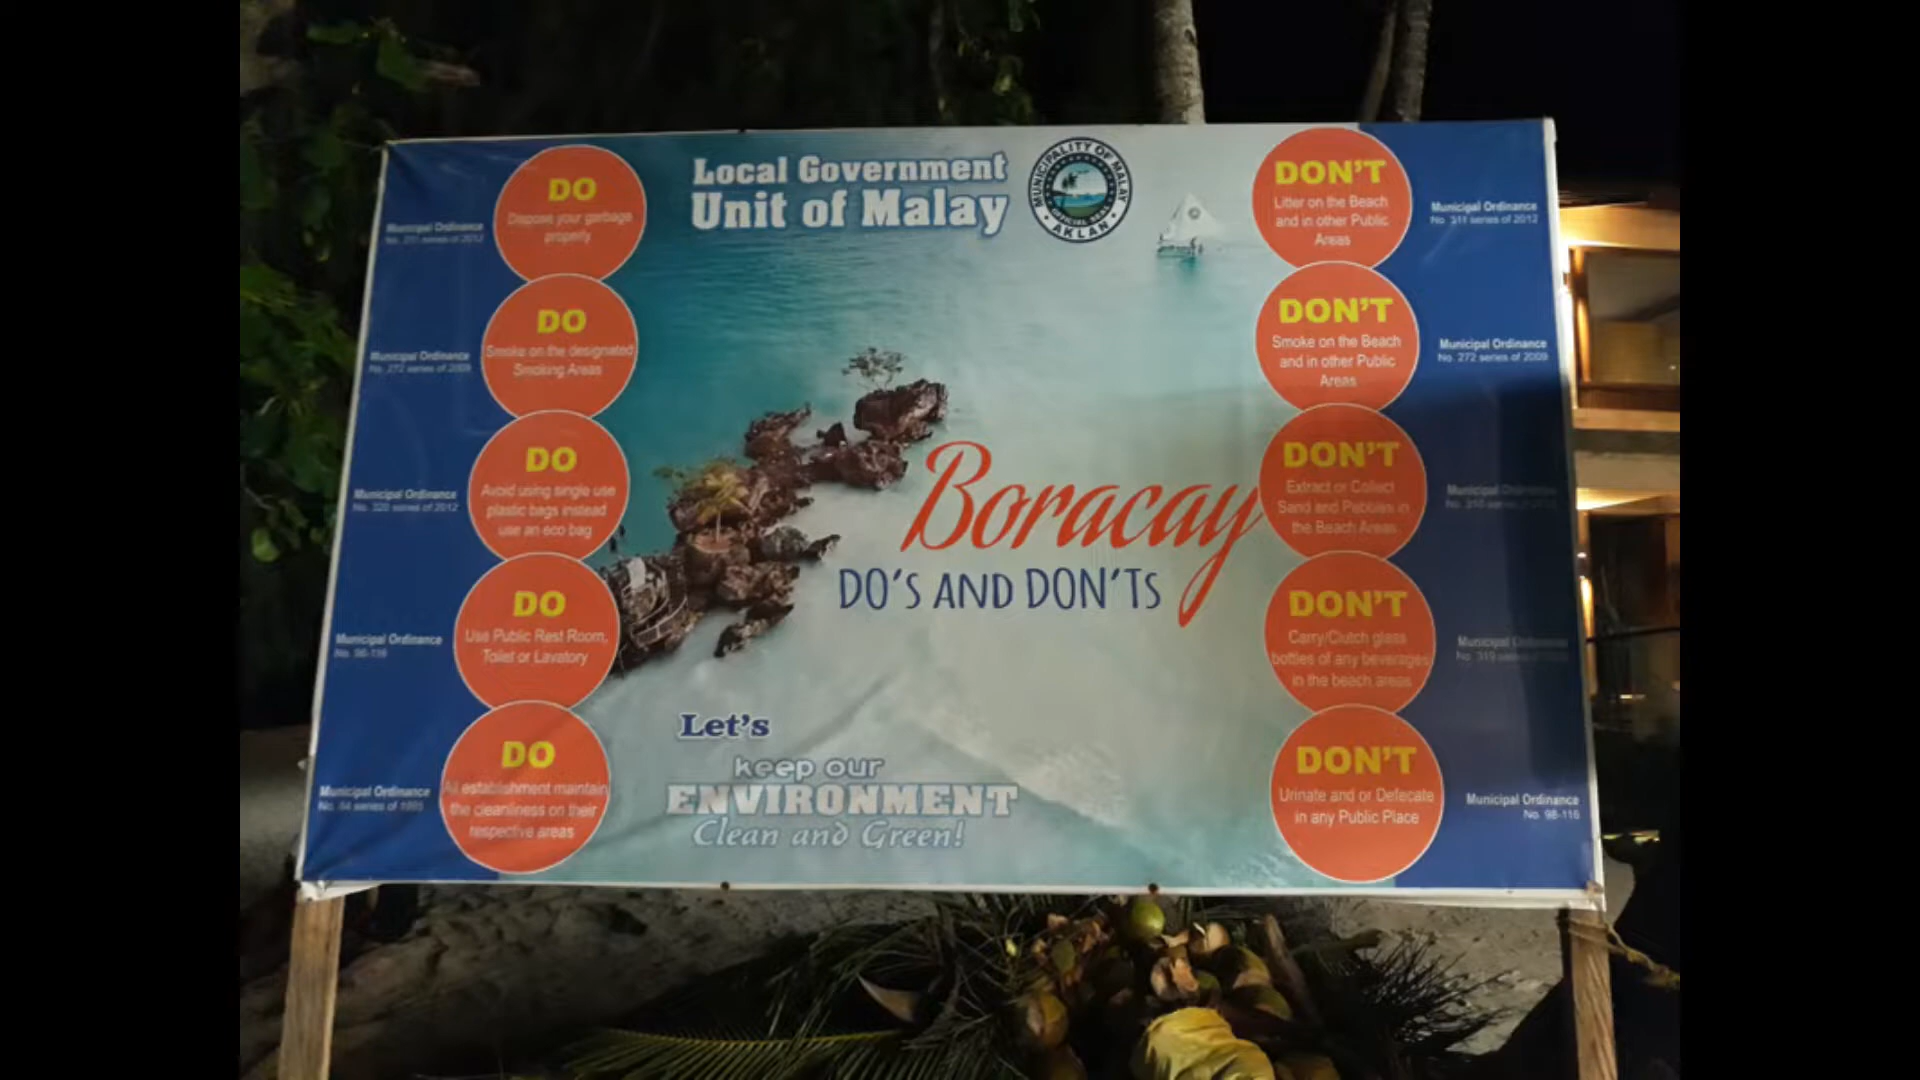 Local Government
Unit of Malay
MUNICIPALITY OF MALAY
OFFICIAL SEAL
AKLAN
DO
Dispose your garbage
properly
Municipal Ordinance
series of 2012
DO
Smoke on the designated
Smoking Areas
Municipal Ordinance
No. 272 series of 2009
DO
Avoid using single use
plastic bags instead
use an eco bag
Municipal Ordinance
No. 320 series of 2012
DO
Use Public Rest Room,
Toilet or Lavatory
Municipal Ordinance
No. 98-116
DO
All establishment maintain
the cleanliness on their
respective areas
Municipal Ordinance
No. 84 series of 1995
Boracay
DO'S AND DON'TS
Let's
keep our
ENVIRONMENT
Clean and Green!
DON'T
Litter on the Beach
and in other Public
Areas
Municipal Ordinance
No. 311 series of 2012
DON'T
Smoke on the Beach
and in other Public
Areas
Municipal Ordinance
No. 272 series of 2009
DON'T
Extract or Collect
Sand and Pebbles in
the Beach Areas
Municipal Ordinance
No. 310 series
DON'T
Carry/Clutch glass
bottles of any beverages
in the beach areas
Municipal Ordinance
No. 319 series
DON'T
Urinate and or Defecate
in any Public Place
Municipal Ordinance
No. 98-116